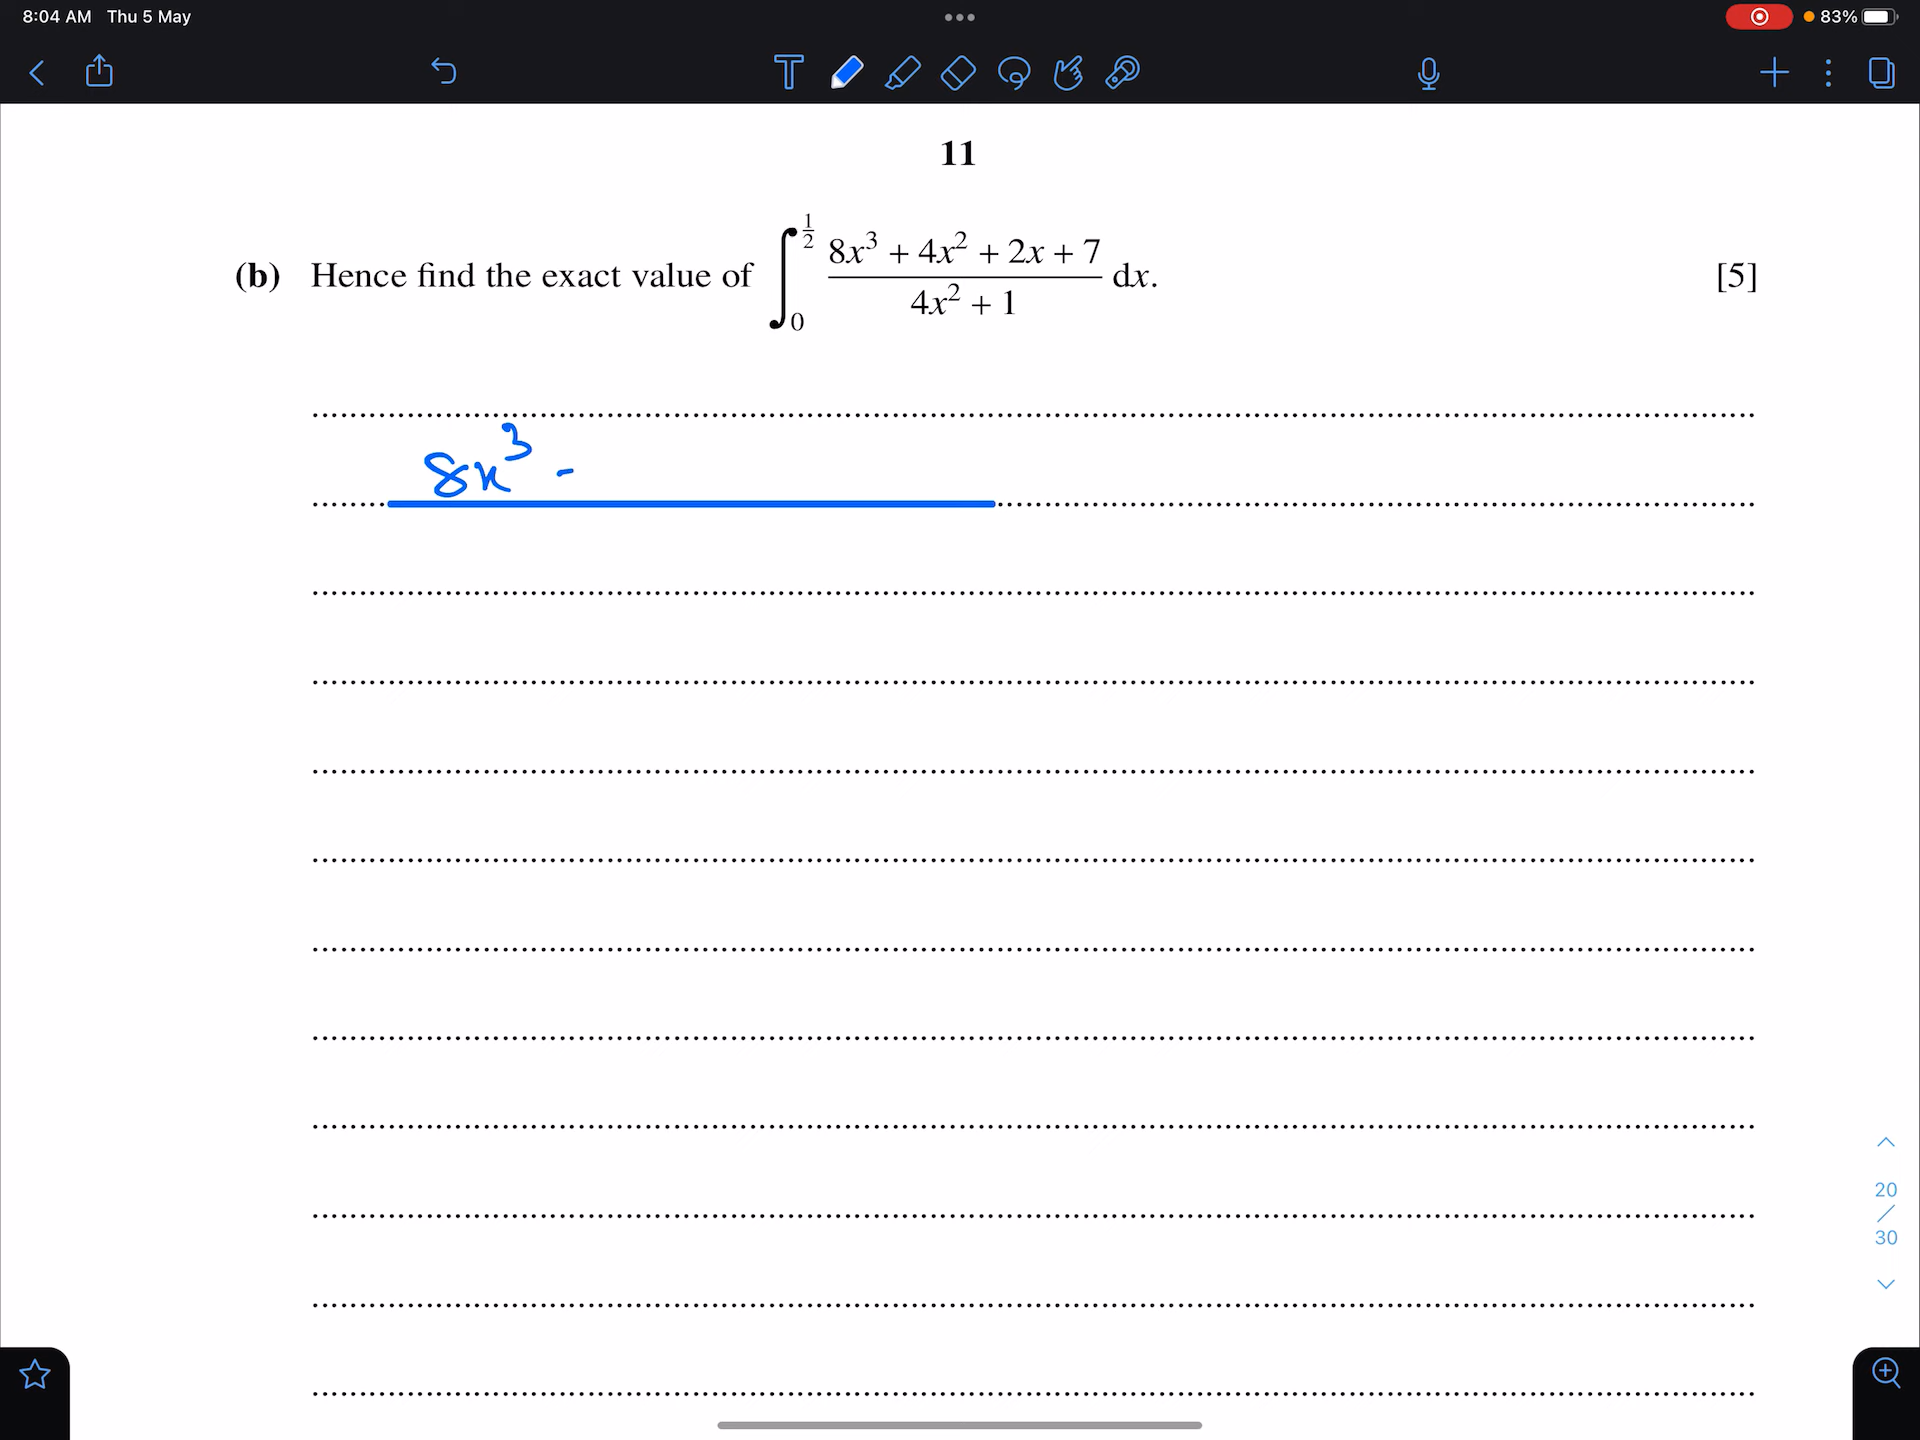 8:04 AM Thu 5 May
83%
11
(b) Hence find the exact value of ∫₀^{1/2} (8x³ + 4x² + 2x + 7)/(4x² + 1) dx. [5]
8x³ -
20
/
30